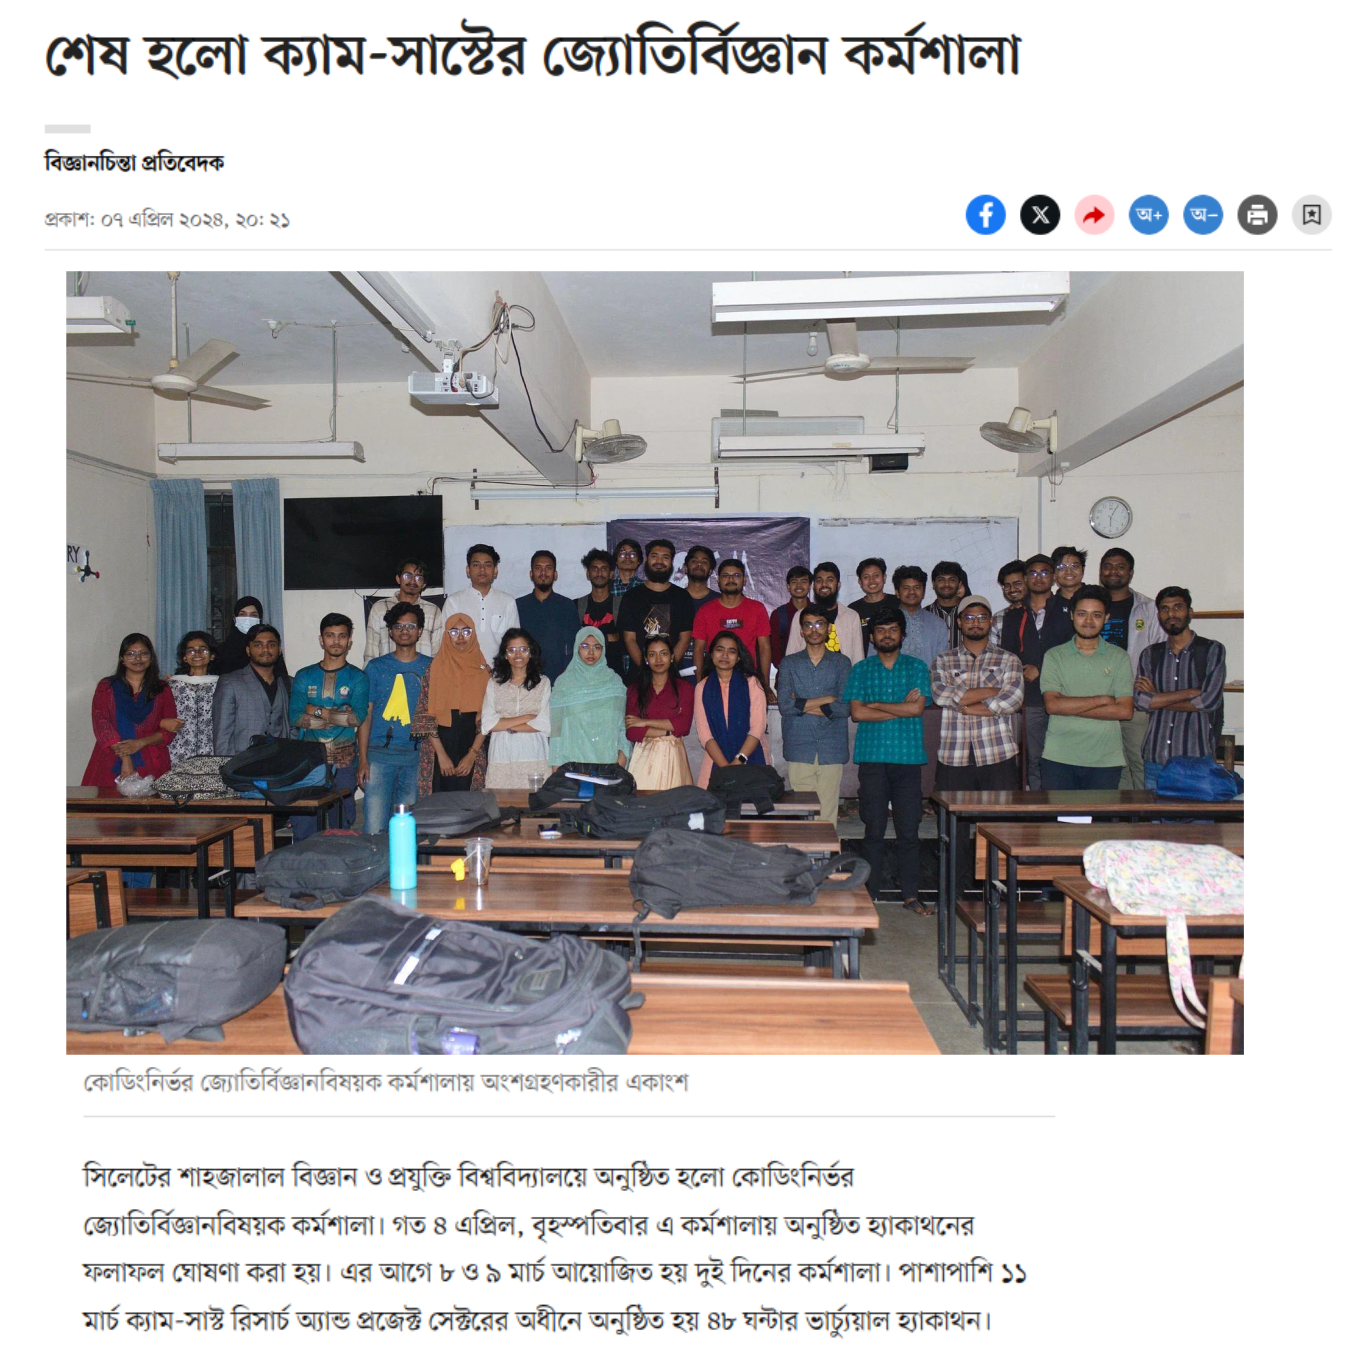 শেষ হলো ক্যাম-সাস্টের জ্যোতির্বিজ্ঞান কর্মশালা
বিজ্ঞানচিন্তা প্রতিবেদক
প্রকাশ: ০৭ এপ্রিল ২০২৪, ২০: ২১
অ+ অ−
RY
কোডিংনির্ভর জ্যোতির্বিজ্ঞানবিষয়ক কর্মশালায় অংশগ্রহণকারীর একাংশ
সিলেটের শাহজালাল বিজ্ঞান ও প্রযুক্তি বিশ্ববিদ্যালয়ে অনুষ্ঠিত হলো কোডিংনির্ভর
জ্যোতির্বিজ্ঞানবিষয়ক কর্মশালা। গত ৪ এপ্রিল, বৃহস্পতিবার এ কর্মশালায় অনুষ্ঠিত হ্যাকাথনের
ফলাফল ঘোষণা করা হয়। এর আগে ৮ ও ৯ মার্চ আয়োজিত হয় দুই দিনের কর্মশালা। পাশাপাশি ১১
মার্চ ক্যাম-সাস্ট রিসার্চ অ্যান্ড প্রজেক্ট সেক্টরের অধীনে অনুষ্ঠিত হয় ৪৮ ঘন্টার ভার্চ্যুয়াল হ্যাকাথন।